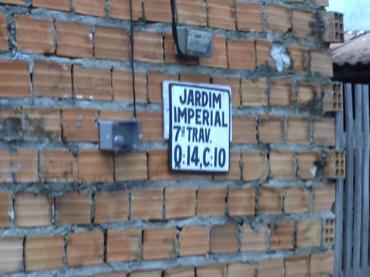 JARDIM
IMPERIAL
7ª TRAV.
Q:14,C:10